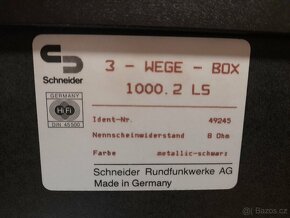 Schneider
3 - WEGE - BOX
1000.2 LS
GERMANY
HiFi
DIN 45500
Ident-Nr. 49245
Nennscheinwiderstand 8 Ohm
Farbe metallic-schwarz
Schneider Rundfunkwerke AG
Made in Germany
bazos.cz